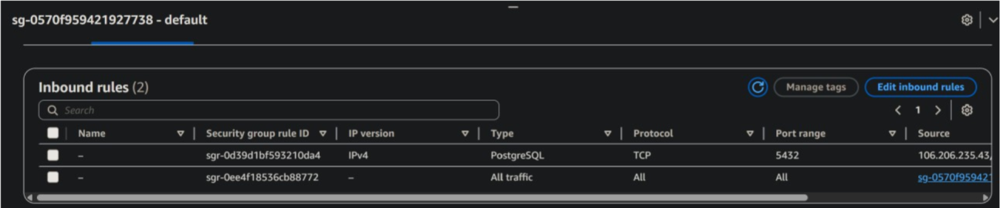 sg-0570f959421927738 - default
Inbound rules (2)
Manage tags
Edit inbound rules
Search
1
Name Security group rule ID IP version Type Protocol Port range Source
– sgr-0d39d1bf593210da4 IPv4 PostgreSQL TCP 5432 106.206.235.43,
– sgr-0ee4f18536cb88772 – All traffic All All sg-0570f959421